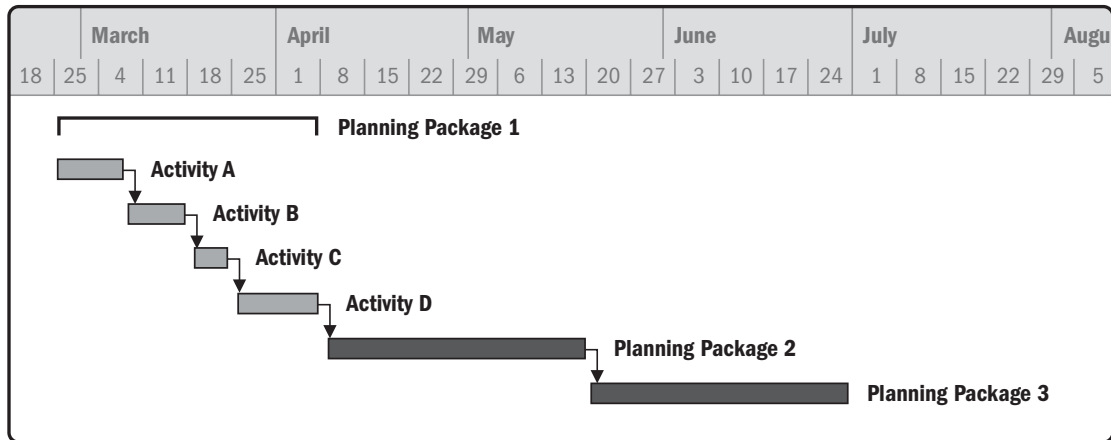 March April May June July Augu
18 25 4 11 18 25 1 8 15 22 29 6 13 20 27 3 10 17 24 1 8 15 22 29 5
Planning Package 1
Activity A
Activity B
Activity C
Activity D
Planning Package 2
Planning Package 3